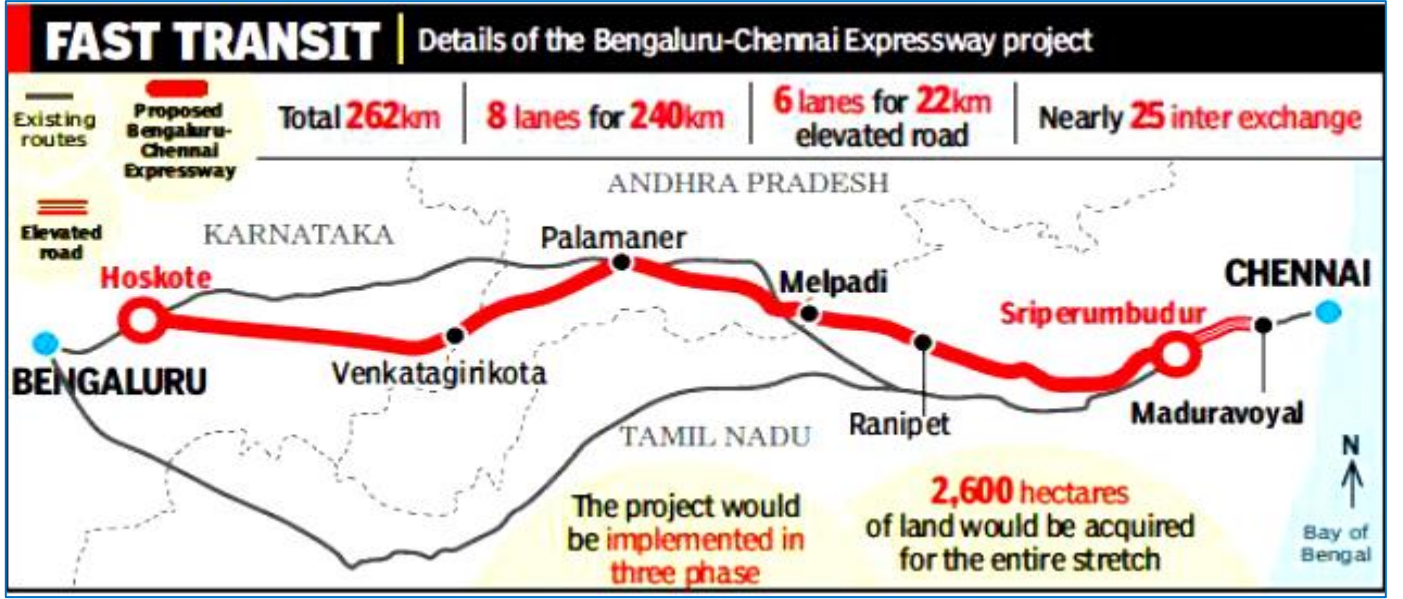 FAST TRANSIT
Details of the Bengaluru-Chennai Expressway project
Existing
routes
Proposed
Bengaluru-
Chennai
Expressway
Elevated
road
Total 262km
8 lanes for 240km
6 lanes for 22km
elevated road
Nearly 25 inter exchange
ANDHRA PRADESH
KARNATAKA
Palamaner
Hoskote
Melpadi
CHENNAI
Sriperumbudur
BENGALURU
Venkatagirikota
TAMIL NADU
Ranipet
Maduravoyal
N
Bay of
Bengal
The project would
be implemented in
three phase
2,600 hectares
of land would be acquired
for the entire stretch